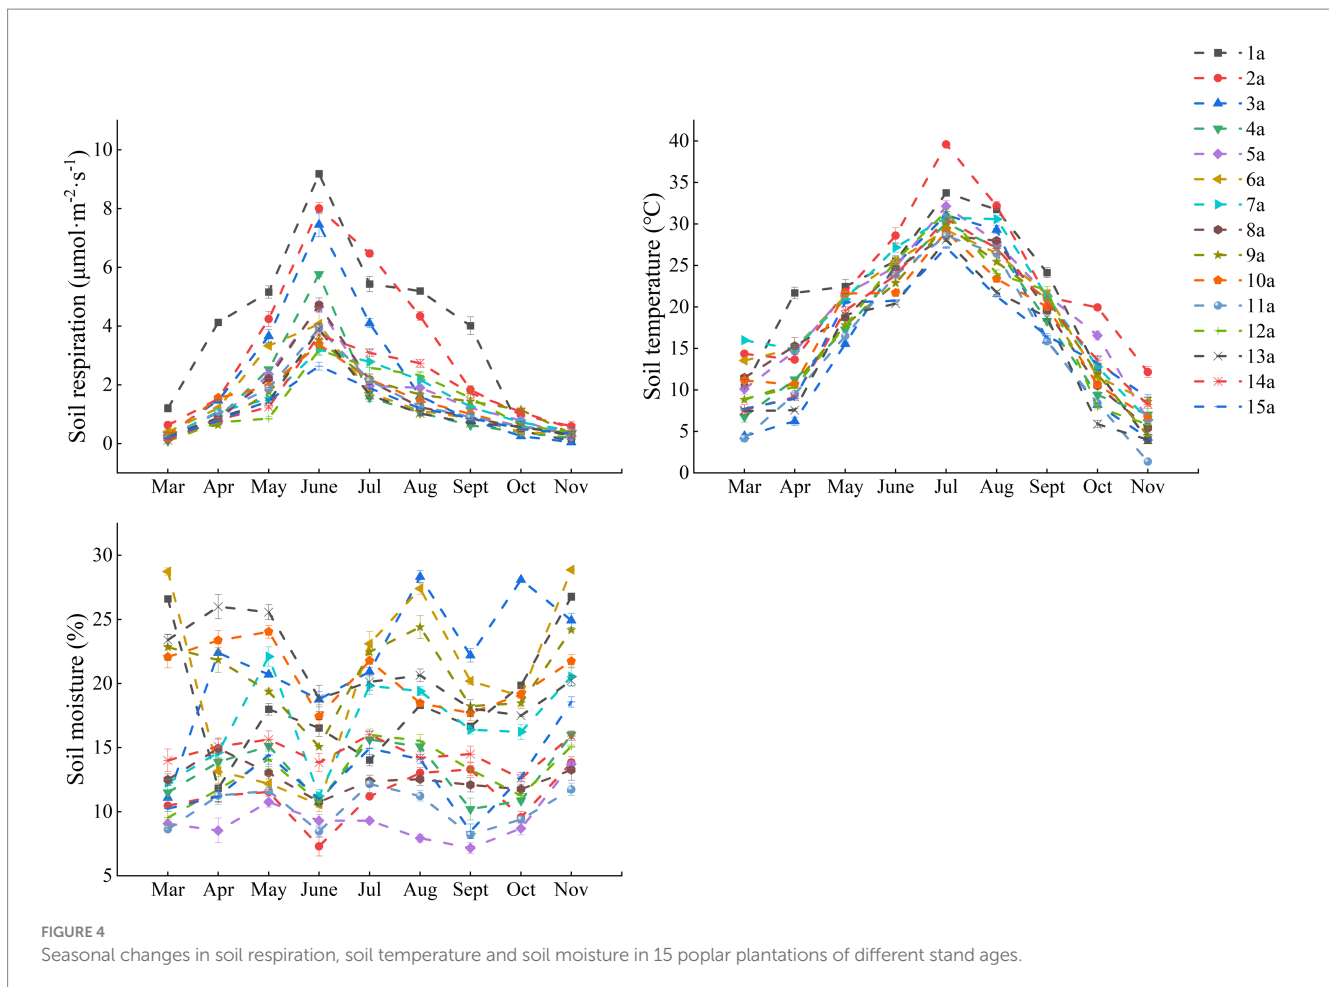 1a
2a
3a
4a
5a
6a
7a
8a
9a
10a
11a
12a
13a
14a
15a
Soil respiration (μmol·m⁻²·s⁻¹)
10
8
6
4
2
0
Mar Apr May June Jul Aug Sept Oct Nov
Soil temperature (℃)
40
35
30
25
20
15
10
5
0
Mar Apr May June Jul Aug Sept Oct Nov
Soil moisture (%)
30
25
20
15
10
5
Mar Apr May June Jul Aug Sept Oct Nov
FIGURE 4
Seasonal changes in soil respiration, soil temperature and soil moisture in 15 poplar plantations of different stand ages.